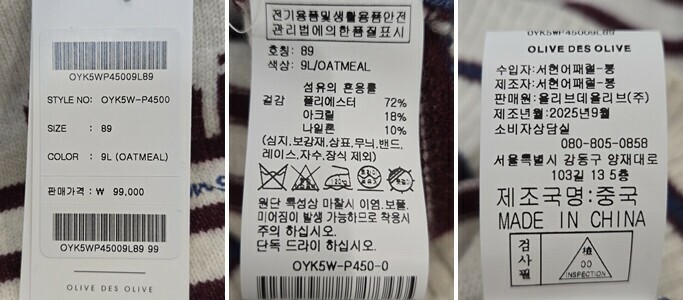 OYK5WP45009L89
STYLE NO: OYK5W-P4500
SIZE : 89
COLOR : 9L (OATMEAL)
판매가격 : ₩ 99,000
OYK5WP45009L89 99
OLIVE DES OLIVE
전기용품및생활용품안전
관리법에의한품질표시
호칭: 89
색상: 9L/OATMEAL
섬유의 혼용률
겉감 폴리에스터 72%
아크릴 18%
나일론 10%
(심지,보강재,상표,무늬,밴드,
레이스,자수,장식 제외)
원단 특성상 마찰시 이염,보풀,
미어짐이 발생 가능하므로 착용시
주의 하십시오.
단독 드라이 하십시오.
OYK5W-P450-0
OYK5WP45009L89
OLIVE DES OLIVE
수입자:서현어패럴-봉
제조자:서현어패럴-봉
판매원:올리브데올리브(주)
제조년월:2025년9월
소비자상담실
080-805-0858
서울특별시 강동구 양재대로
103길 13 5층
제조국명:중국
MADE IN CHINA
검사필
檢
00
INSPECTION